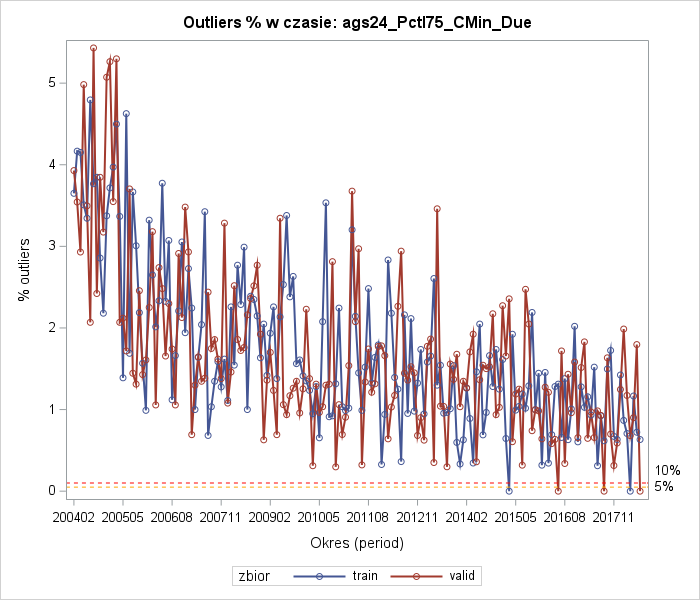 Outliers % w czasie: ags24_Pctl75_CMin_Due
% outliers
5
4
3
2
1
0
10%
5%
200402 200505 200608 200711 200902 201005 201108 201211 201402 201505 201608 201711
Okres (period)
zbior train valid